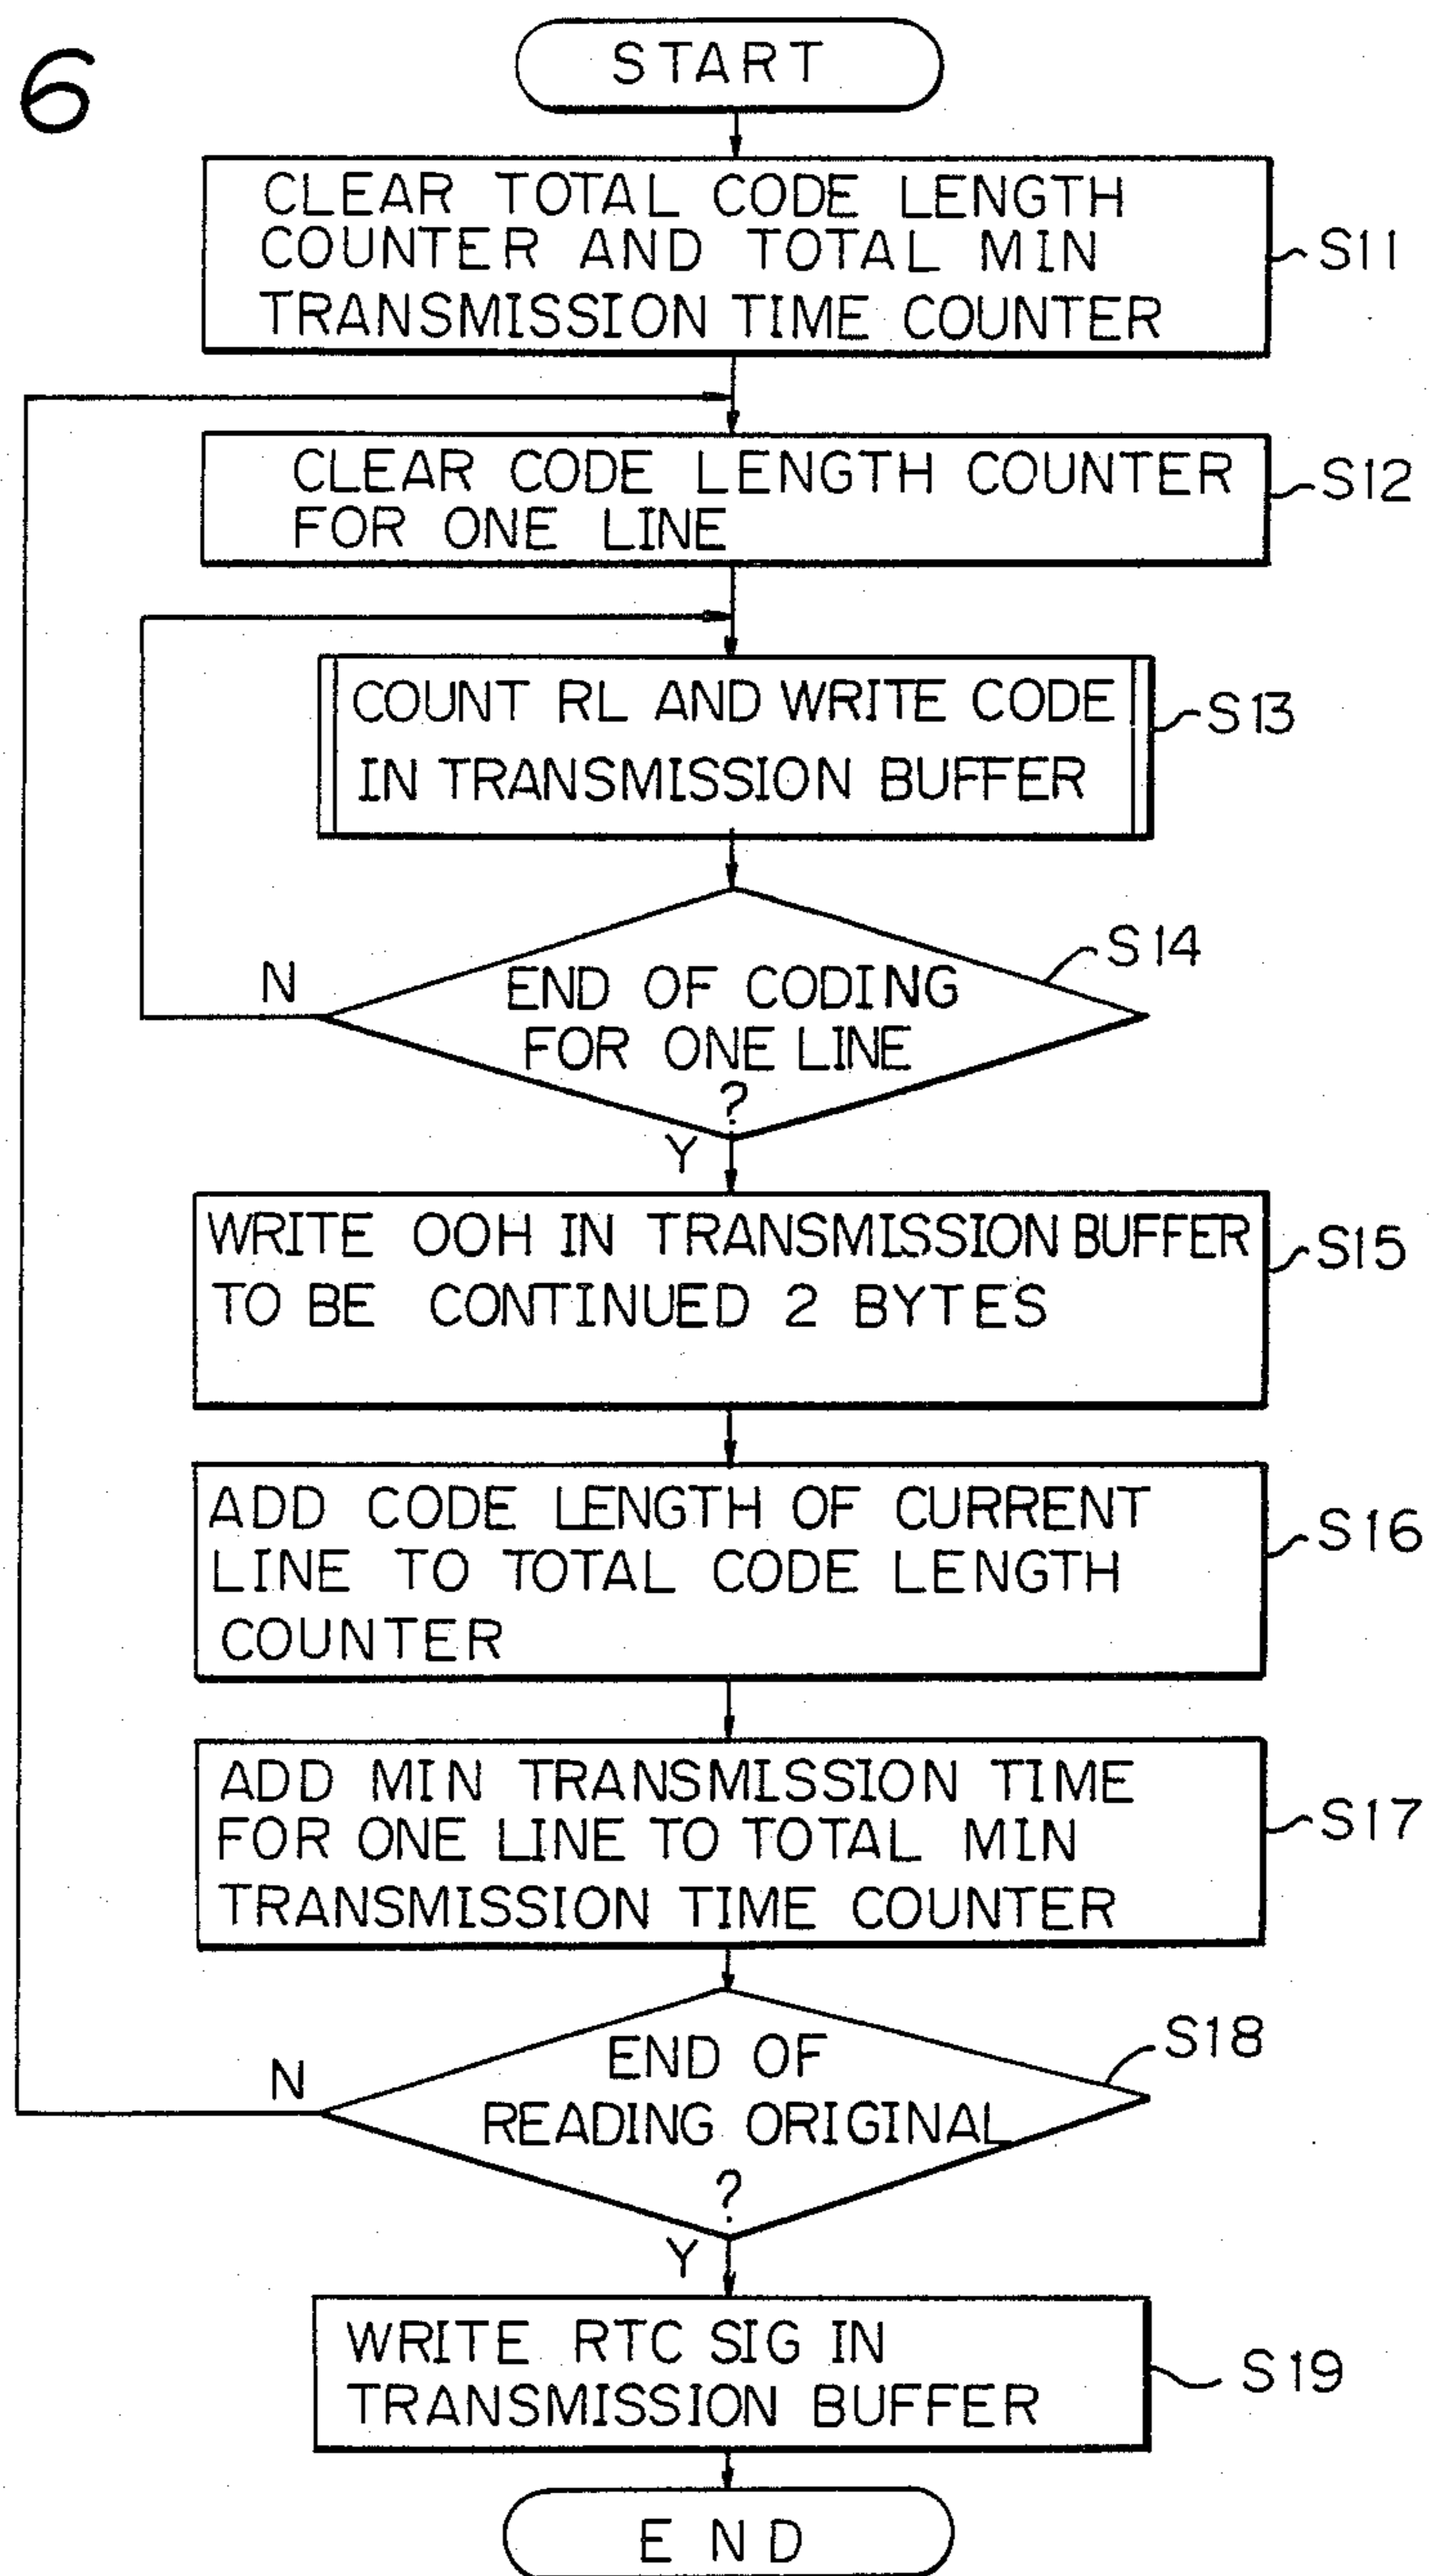 6
START
CLEAR TOTAL CODE LENGTH
COUNTER AND TOTAL MIN
TRANSMISSION TIME COUNTER
S11
CLEAR CODE LENGTH COUNTER
FOR ONE LINE
S12
COUNT RL AND WRITE CODE
IN TRANSMISSION BUFFER
S13
END OF CODING
FOR ONE LINE
?
S14
N
Y
WRITE 00H IN TRANSMISSION BUFFER
TO BE CONTINUED 2 BYTES
S15
ADD CODE LENGTH OF CURRENT
LINE TO TOTAL CODE LENGTH
COUNTER
S16
ADD MIN TRANSMISSION TIME
FOR ONE LINE TO TOTAL MIN
TRANSMISSION TIME COUNTER
S17
END OF
READING ORIGINAL
?
S18
N
Y
WRITE RTC SIG IN
TRANSMISSION BUFFER
S19
END